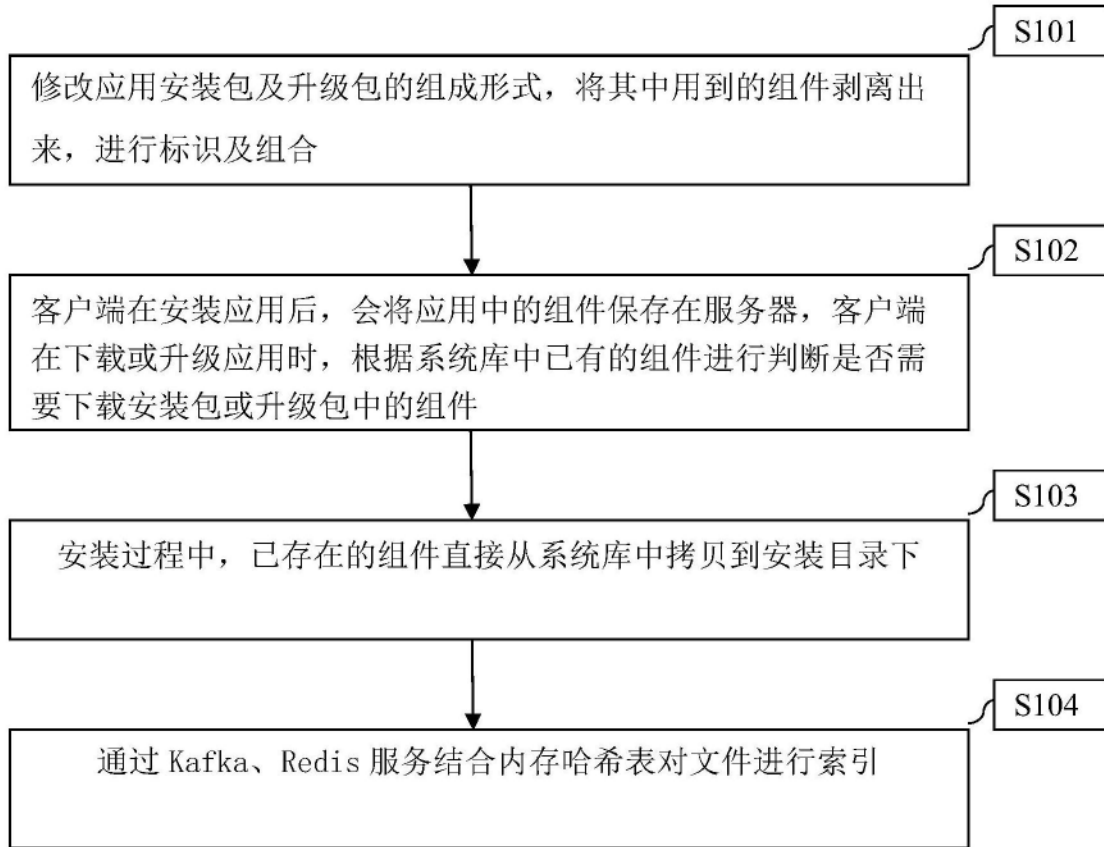 S101
修改应用安装包及升级包的组成形式，将其中用到的组件剥离出
来，进行标识及组合
S102
客户端在安装应用后，会将应用中的组件保存在服务器，客户端
在下载或升级应用时，根据系统库中已有的组件进行判断是否需
要下载安装包或升级包中的组件
S103
安装过程中，已存在的组件直接从系统库中拷贝到安装目录下
S104
通过 Kafka、Redis 服务结合内存哈希表对文件进行索引